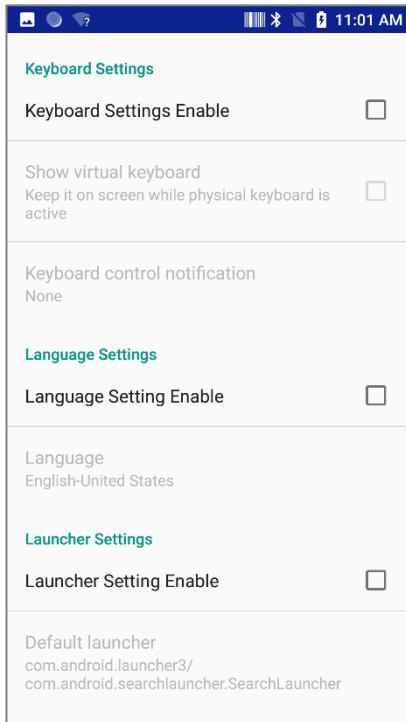 11:01 AM
Keyboard Settings
Keyboard Settings Enable
Show virtual keyboard
Keep it on screen while physical keyboard is
active
Keyboard control notification
None
Language Settings
Language Setting Enable
Language
English-United States
Launcher Settings
Launcher Setting Enable
Default launcher
com.android.launcher3/
com.android.searchlauncher.SearchLauncher